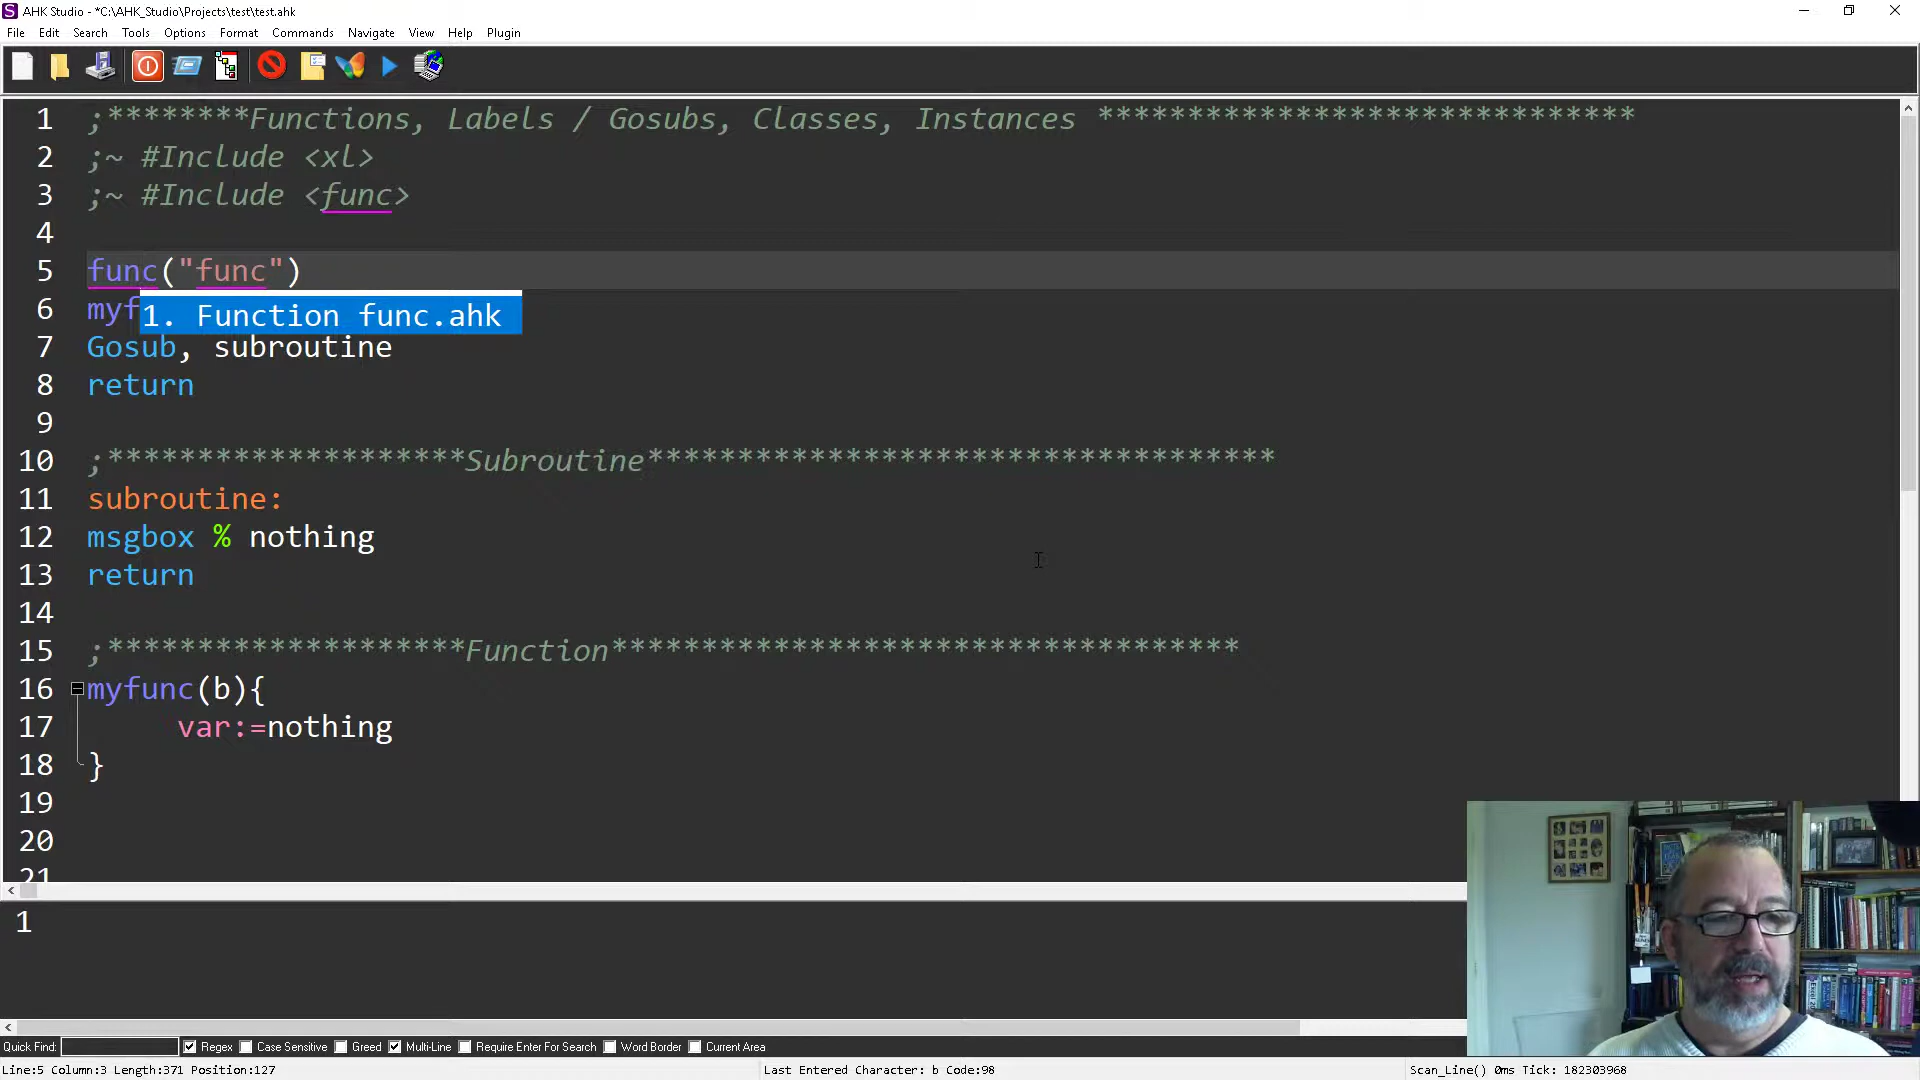 AHK Studio - *C:\AHK_Studio\Projects\test\test.ahk
File Edit Search Tools Options Format Commands Navigate View Help Plugin
1 ;********Functions, Labels / Gosubs, Classes, Instances ******************************
2 ;~ #Include <xl>
3 ;~ #Include <func>
4
5 func("func")
6 myf
1. Function func.ahk
7 Gosub, subroutine
8 return
9
10 ;********************Subroutine***********************************
11 subroutine:
12 msgbox % nothing
13 return
14
15 ;********************Function***********************************
16 myfunc(b){
17 var:=nothing
18 }
19
20
21
1
Quick Find: Regex Case Sensitive Greed Multi-Line Require Enter For Search Word Border Current Area
Line:5 Column:3 Length:371 Position:127 Last Entered Character: b Code:98 Scan_Line() 0ms Tick: 182303968